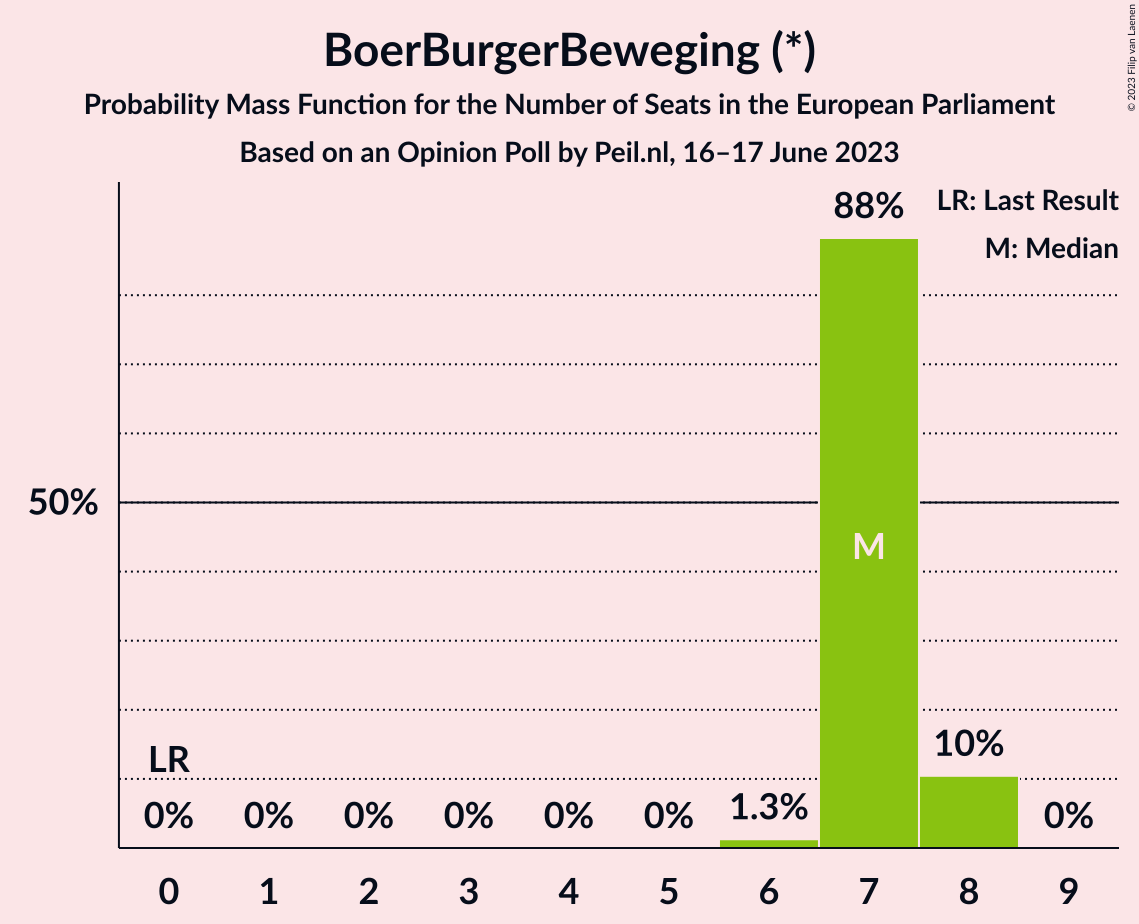 BoerBurgerBeweging (*)
Probability Mass Function for the Number of Seats in the European Parliament
Based on an Opinion Poll by Peil.nl, 16–17 June 2023
© 2023 Filip van Laenen
LR: Last Result
M: Median
88%
50%
M
LR
10%
0% 0% 0% 0% 0% 0% 1.3% 0%
0 1 2 3 4 5 6 7 8 9